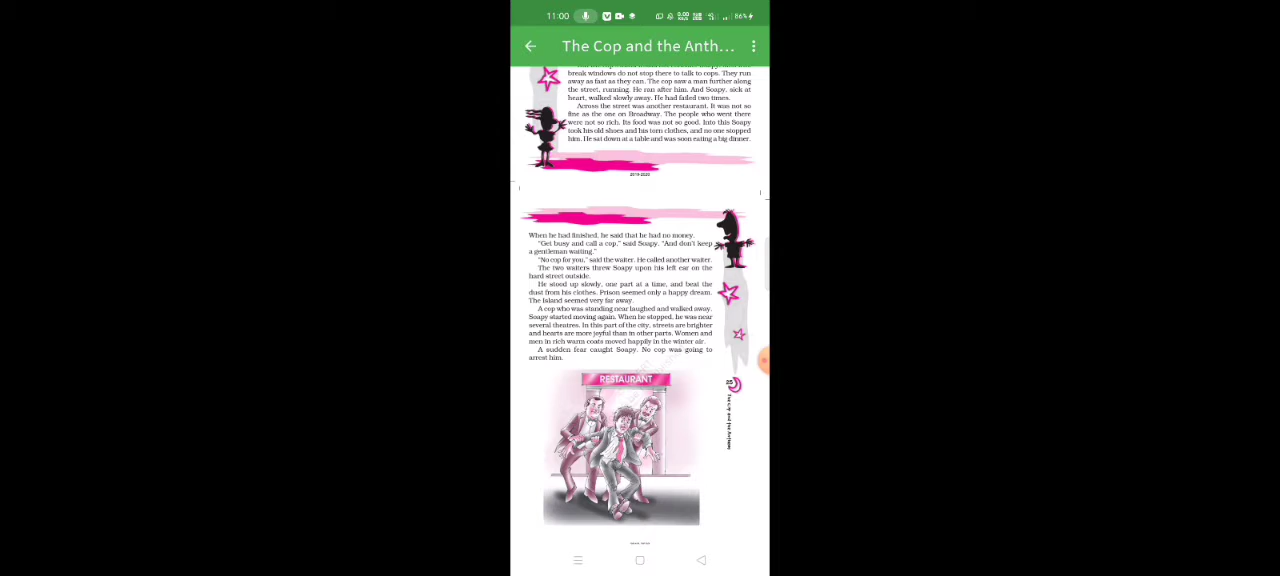 11:00
0.00
86%
The Cop and the Anth...
break windows do not stop there to talk to cops. They run
away as fast as they can. The cop saw a man further along
the street, running. He ran after him. And Soapy, sick at
heart, walked slowly away. He had failed two times.
Across the street was another restaurant. It was not so
fine as the one on Broadway. The people who went there
were not so rich. Its food was not so good. Into this Soapy
took his old shoes and his torn clothes, and no one stopped
him. He sat down at a table and was soon eating a big dinner.
2019-2020
When he had finished, he said that he had no money.
“Get busy and call a cop,” said Soapy. “And don't keep
a gentleman waiting.”
“No cop for you,” said the waiter. He called another waiter.
The two waiters threw Soapy upon his left ear on the
hard street outside.
He stood up slowly, one part at a time, and beat the
dust from his clothes. Prison seemed only a happy dream.
The Island seemed very far away.
A cop who was standing near laughed and walked away.
Soapy started moving again. When he stopped, he was near
several theatres. In this part of the city, streets are brighter
and hearts are more joyful than in other parts. Women and
men in rich warm coats moved happily in the winter air.
A sudden fear caught Soapy. No cop was going to
arrest him.
RESTAURANT
25
The Cop and the Anthem